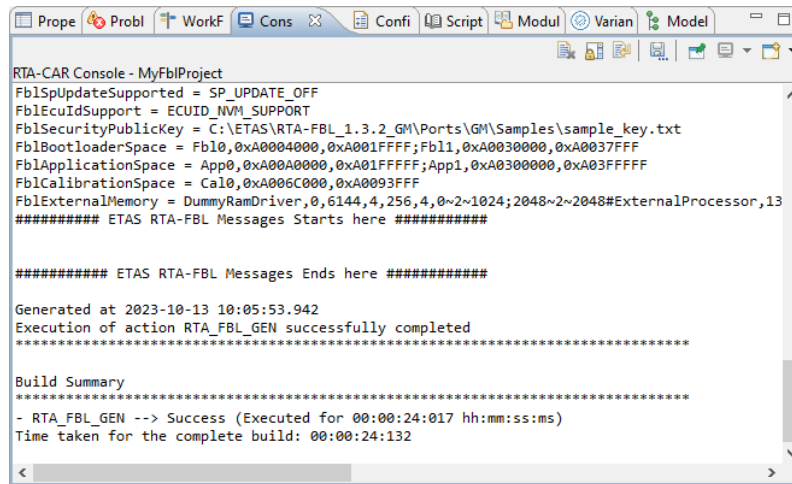 Prope Probl WorkF Cons Confi Script Modul Varian Model
RTA-CAR Console - MyFblProject
FblSpUpdateSupported = SP_UPDATE_OFF
FblEcuIdSupport = ECUID_NVM_SUPPORT
FblSecurityPublicKey = C:\ETAS\RTA-FBL_1.3.2_GM\Ports\GM\Samples\sample_key.txt
FblBootloaderSpace = Fbl0,0xA0004000,0xA001FFFF;Fbl1,0xA0030000,0xA0037FFF
FblApplicationSpace = App0,0xA00A0000,0xA01FFFFF;App1,0xA0300000,0xA03FFFFF
FblCalibrationSpace = Cal0,0xA006C000,0xA0093FFF
FblExternalMemory = DummyRamDriver,0,6144,4,256,4,0~2~1024;2048~2~2048#ExternalProcessor,13
########## ETAS RTA-FBL Messages Starts here ###########
########### ETAS RTA-FBL Messages Ends here ############
Generated at 2023-10-13 10:05:53.942
Execution of action RTA_FBL_GEN successfully completed
********************************************************************************
Build Summary
********************************************************************************
- RTA_FBL_GEN --> Success (Executed for 00:00:24:017 hh:mm:ss:ms)
Time taken for the complete build: 00:00:24:132